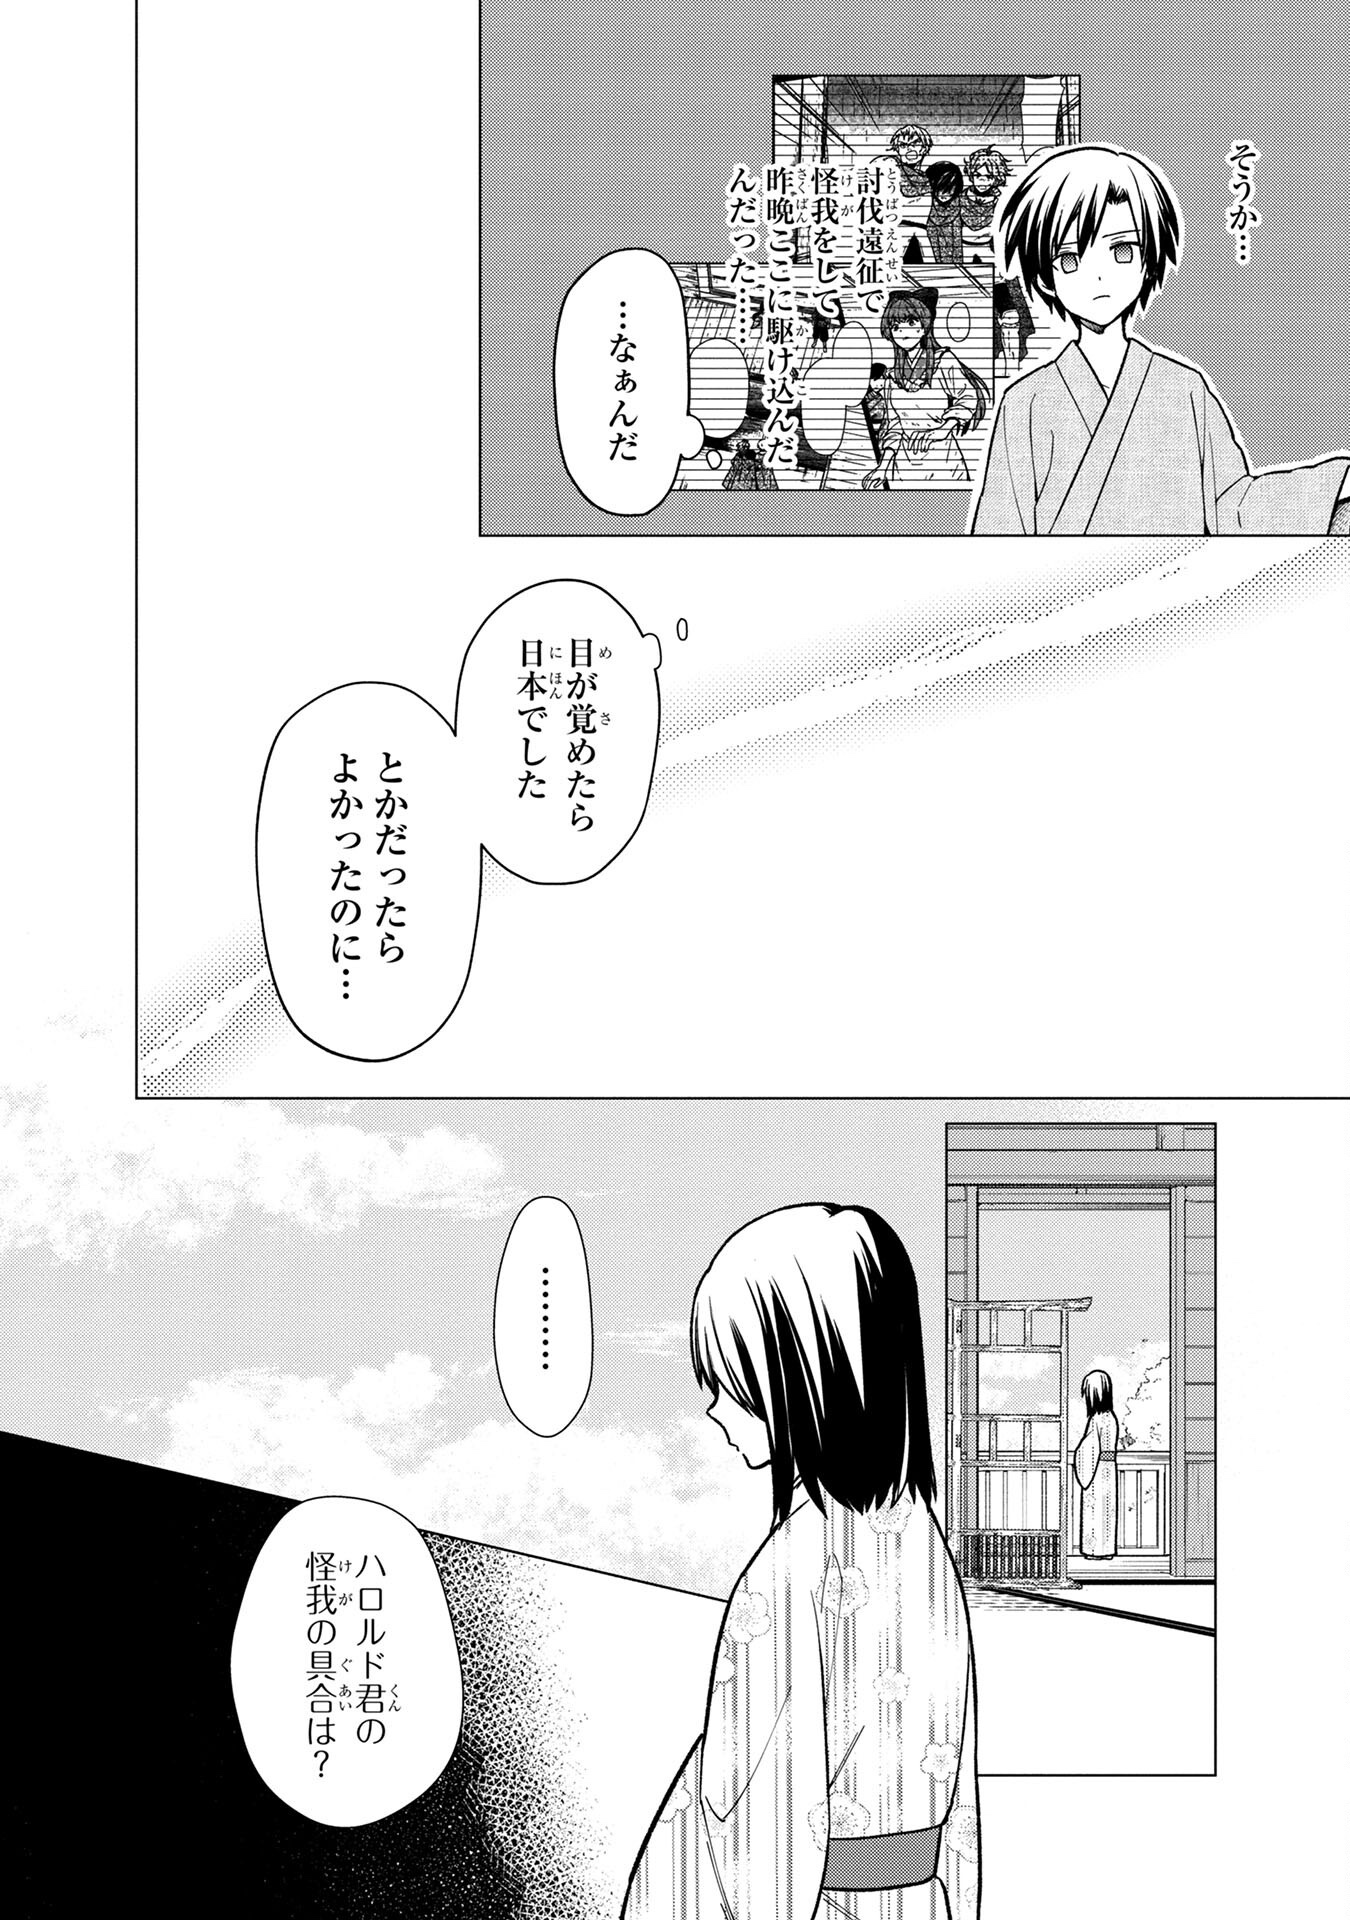 そうか…
討伐遠征で
怪我をして
昨晩ここに駆け込んだ
んだった……
…なぁんだ
目が覚めたら
日本でした
とかだったら
よかったのに…
………
ハロルド君の
怪我の具合は？